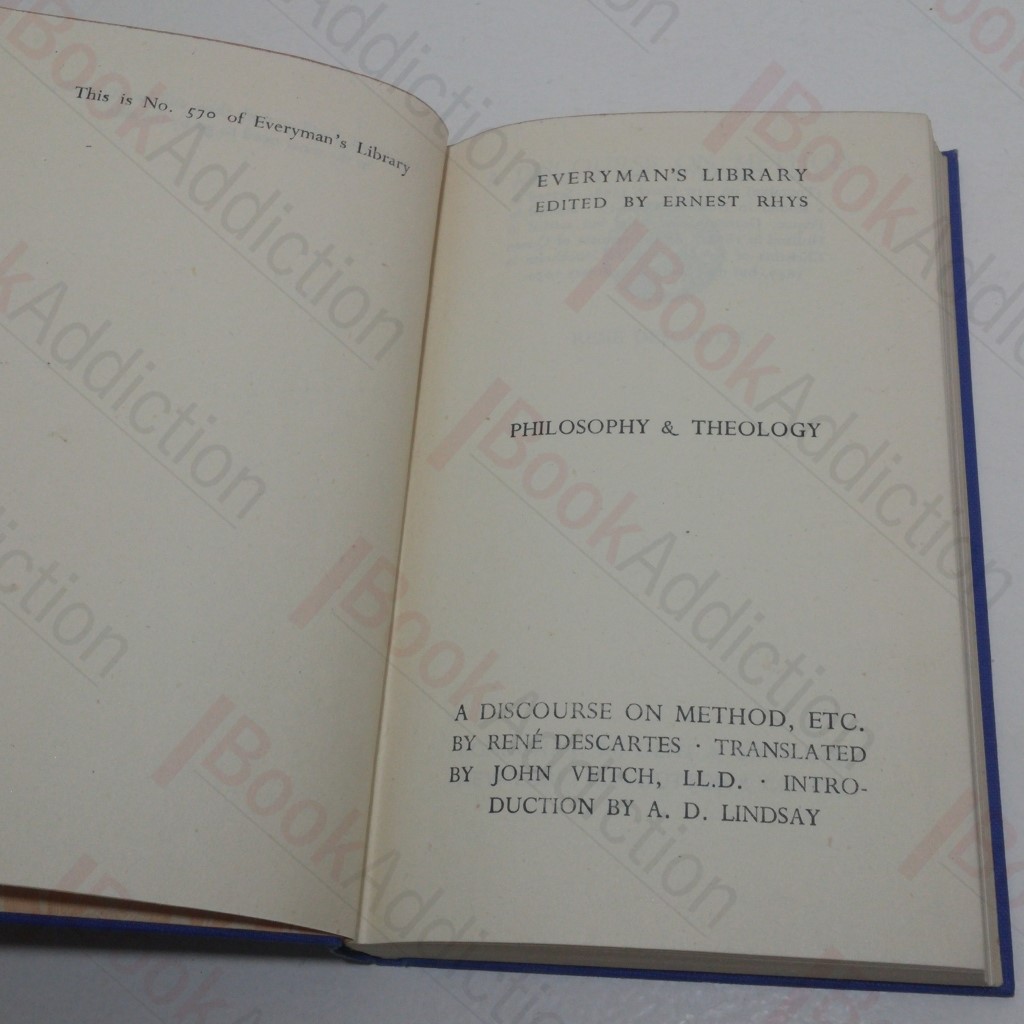 This is No. 570 of Everyman's Library
EVERYMAN'S LIBRARY
EDITED BY ERNEST RHYS
PHILOSOPHY & THEOLOGY
A DISCOURSE ON METHOD, ETC.
BY RENÉ DESCARTES · TRANSLATED
BY JOHN VEITCH, LL.D. · INTRO-
DUCTION BY A. D. LINDSAY
BookAddiction